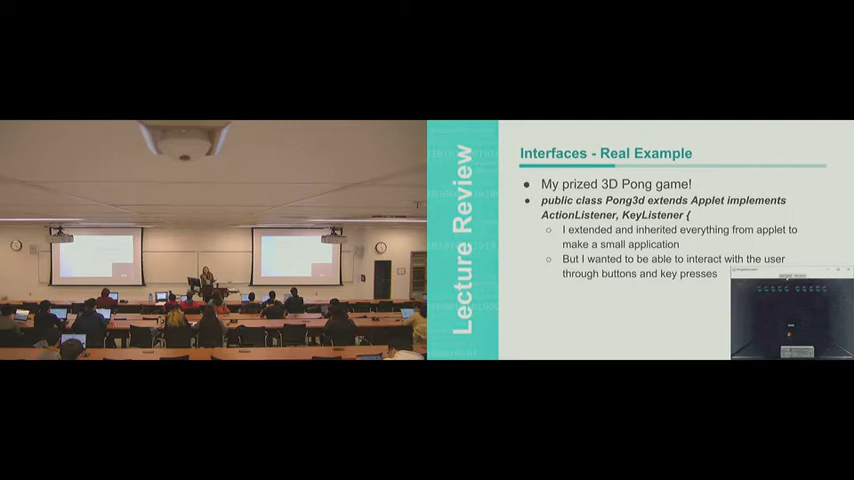 Lecture Review
Interfaces - Real Example
● My prized 3D Pong game!
● public class Pong3d extends Applet implements
ActionListener, KeyListener {
○ I extended and inherited everything from applet to
make a small application
○ But I wanted to be able to interact with the user
through buttons and key presses